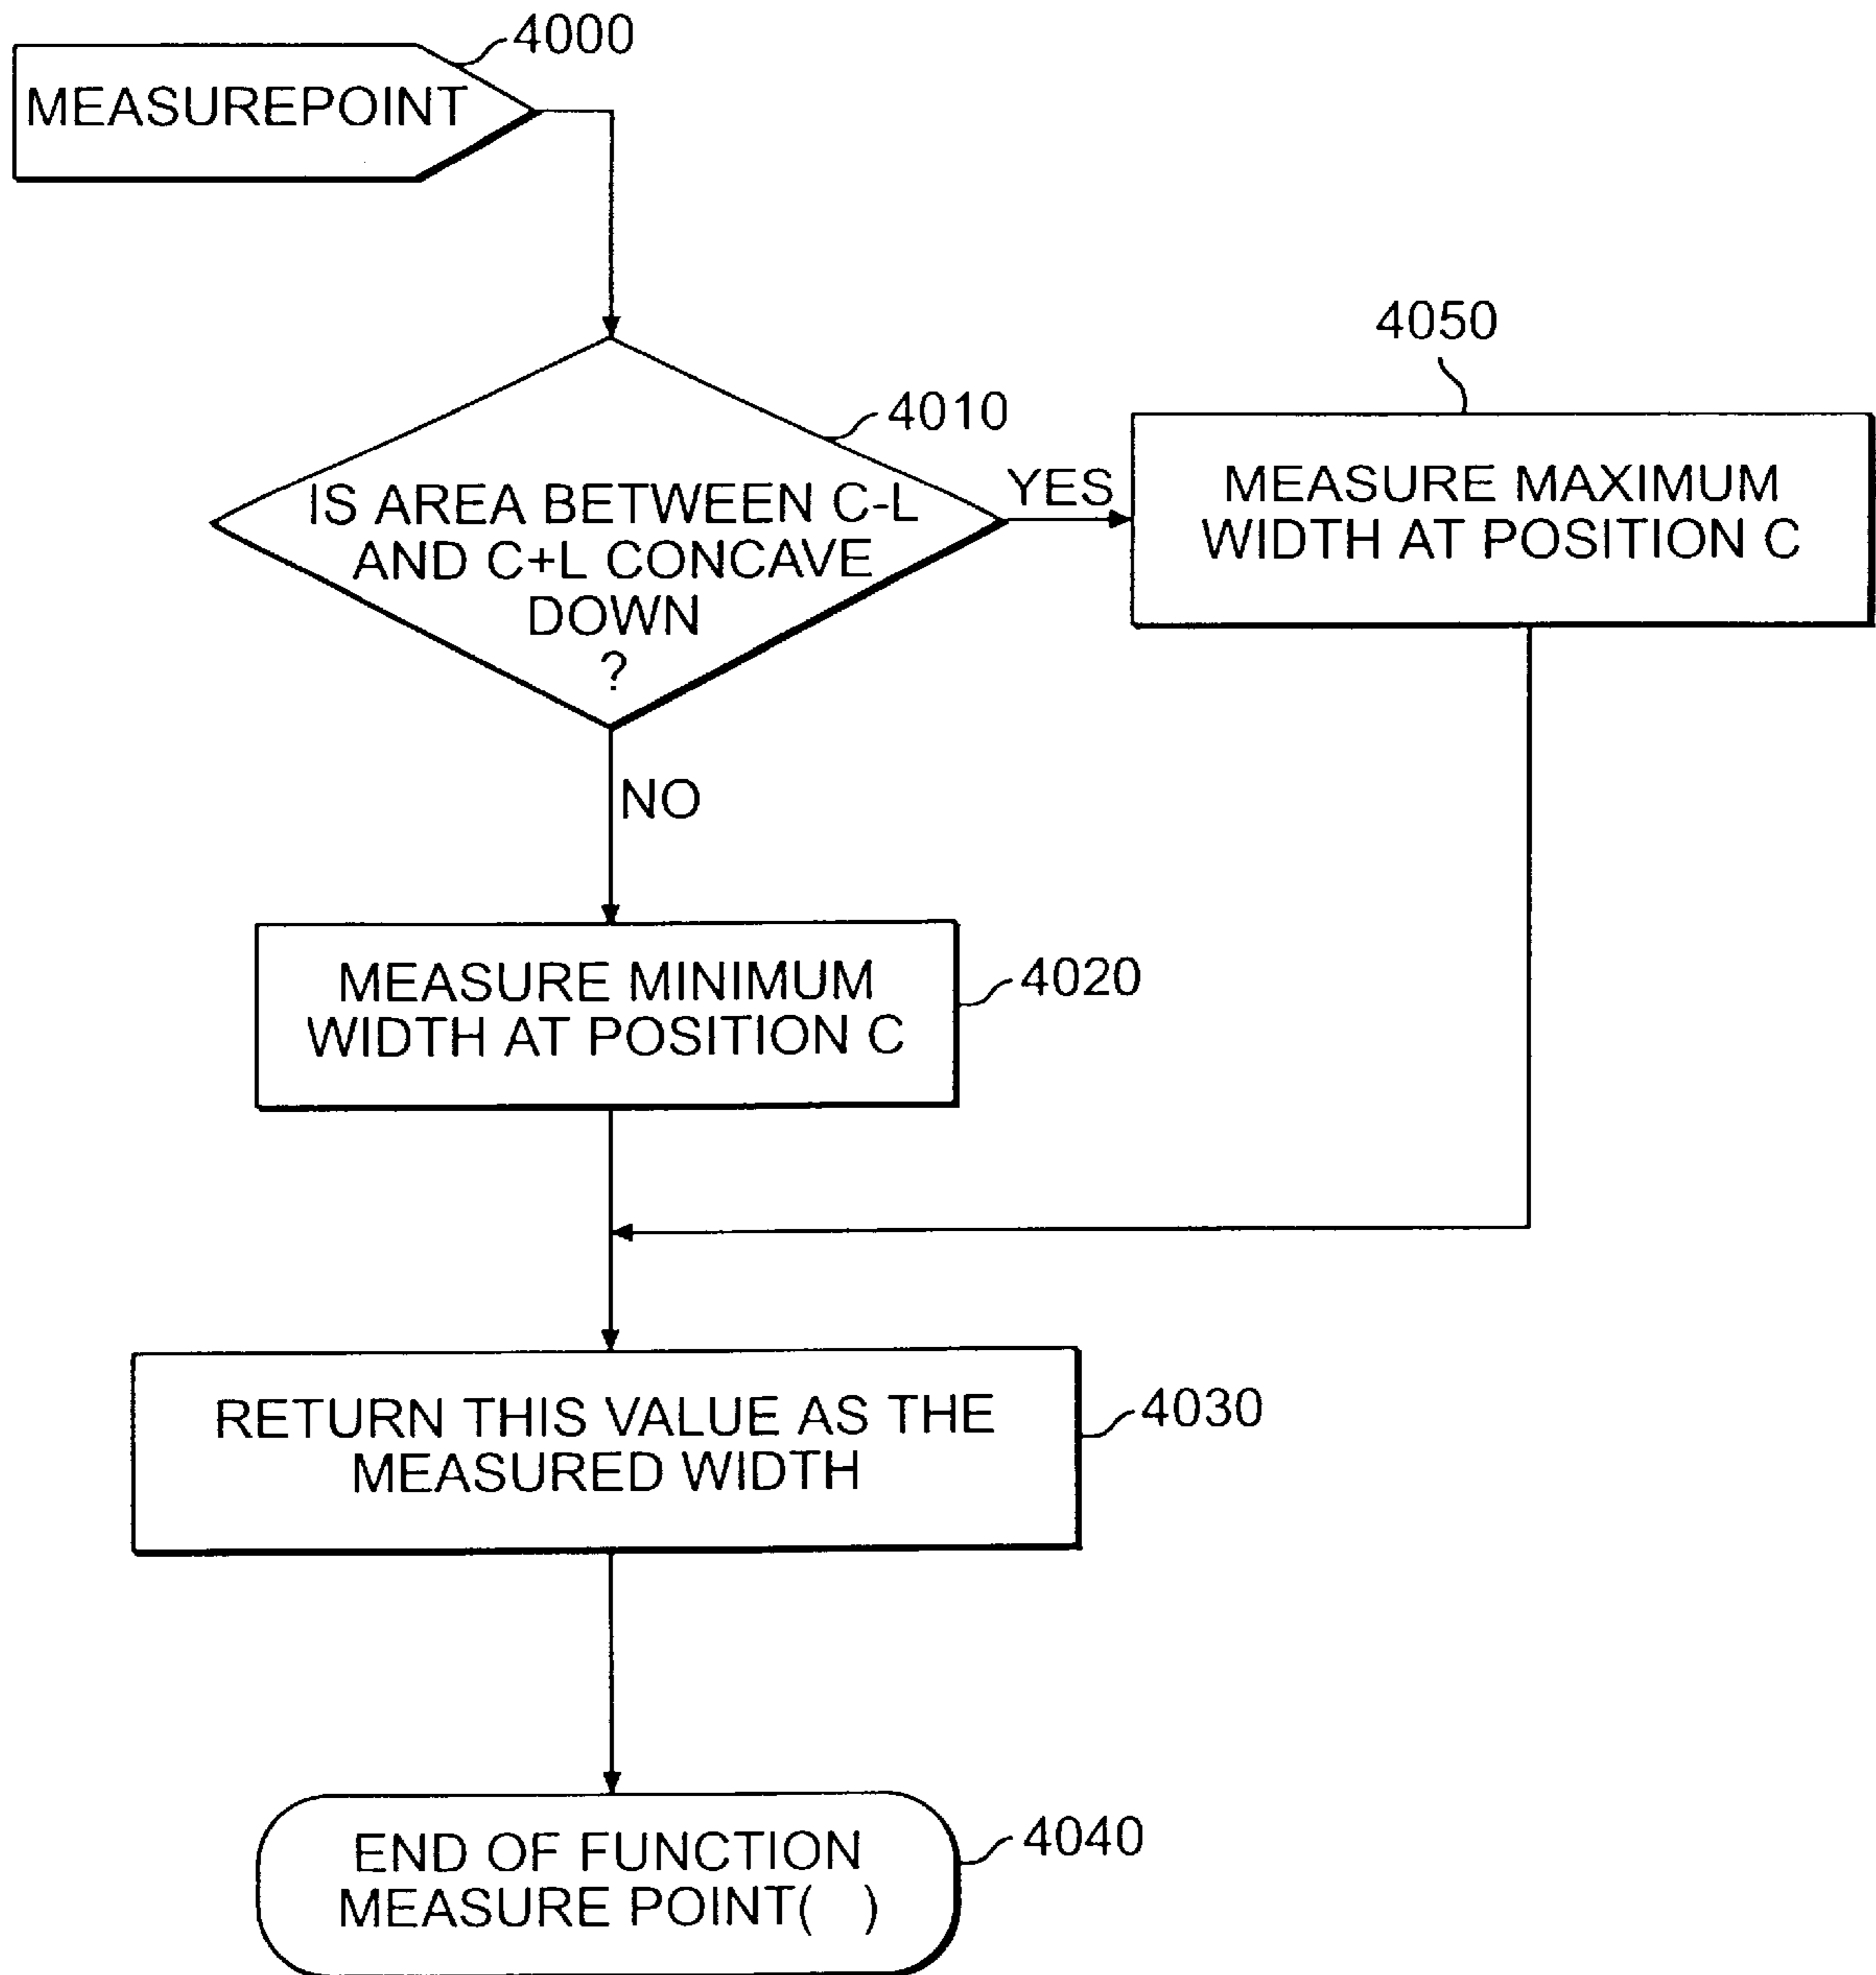 4000
MEASUREPOINT
4050
4010
IS AREA BETWEEN C-L
AND C+L CONCAVE
DOWN
?
YES
MEASURE MAXIMUM
WIDTH AT POSITION C
NO
MEASURE MINIMUM
WIDTH AT POSITION C
4020
RETURN THIS VALUE AS THE
MEASURED WIDTH
4030
END OF FUNCTION
MEASURE POINT( )
4040